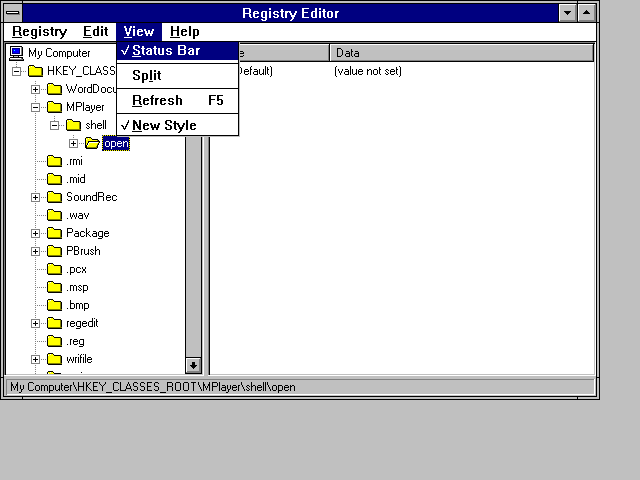 Registry Editor
Registry Edit View Help
My Computer
Status Bar
Data
HKEY_CLASS
Default)
(value not set)
Split
WordDocu
Refresh F5
MPlayer
shell
New Style
open
.rmi
.mid
SoundRec
.wav
Package
PBrush
.pcx
.msp
.bmp
regedit
.reg
wrifile
My Computer\HKEY_CLASSES_ROOT\MPlayer\shell\open